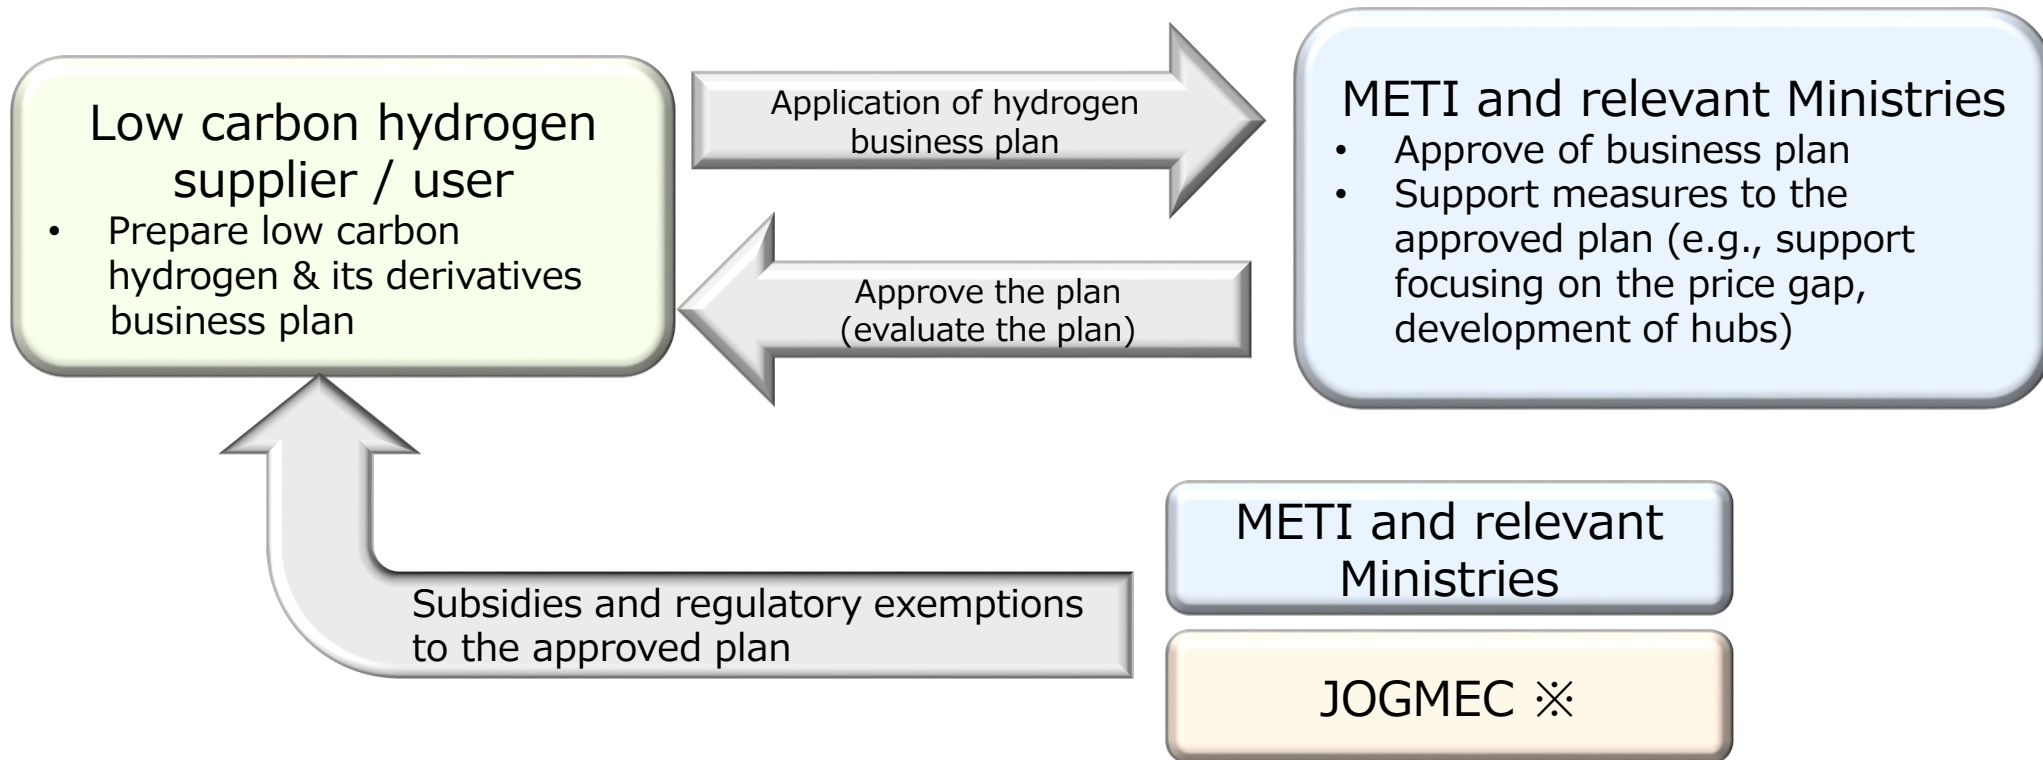 Low carbon hydrogen
supplier / user
• Prepare low carbon
hydrogen & its derivatives
business plan
Application of hydrogen
business plan
Approve the plan
(evaluate the plan)
METI and relevant Ministries
• Approve of business plan
• Support measures to the
approved plan (e.g., support
focusing on the price gap,
development of hubs)
Subsidies and regulatory exemptions
to the approved plan
METI and relevant
Ministries
JOGMEC ※